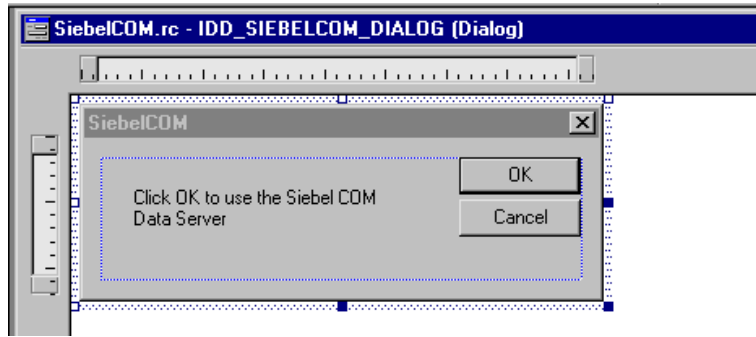 SiebelCOM.rc - IDD_SIEBELCOM_DIALOG (Dialog)
SiebelCOM
OK
Click OK to use the Siebel COM
Data Server
Cancel